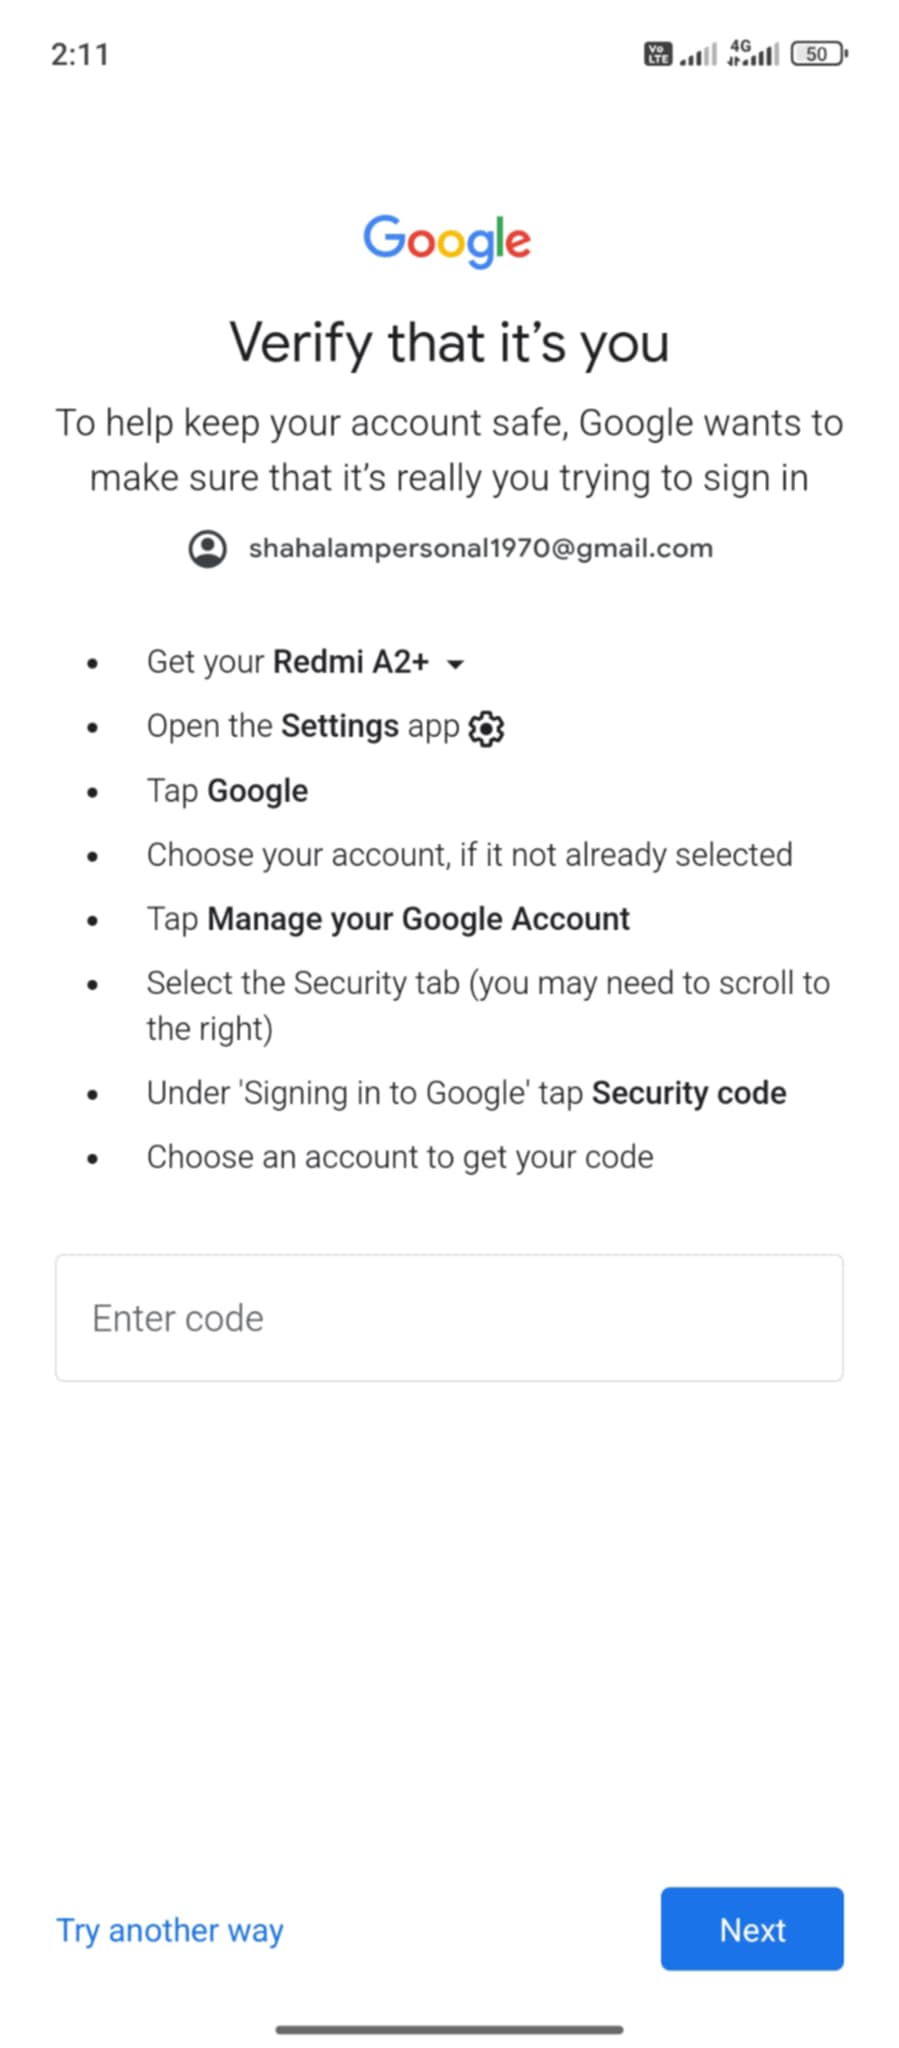 2:11
Vo LTE 4G 50
Google
Verify that it’s you
To help keep your account safe, Google wants to
make sure that it’s really you trying to sign in
shahalampersonal1970@gmail.com
• Get your Redmi A2+
• Open the Settings app
• Tap Google
• Choose your account, if it not already selected
• Tap Manage your Google Account
• Select the Security tab (you may need to scroll to
the right)
• Under 'Signing in to Google' tap Security code
• Choose an account to get your code
Enter code
Try another way
Next